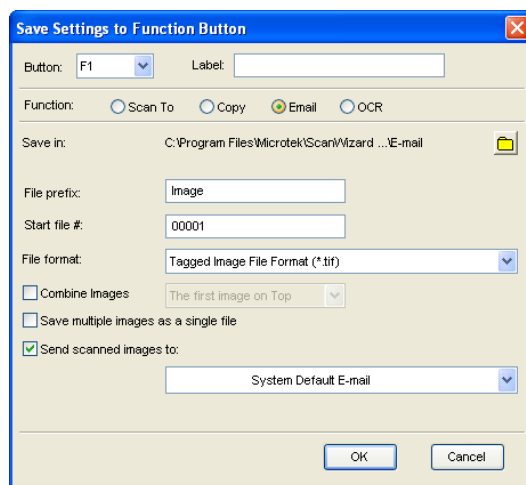 Save Settings to Function Button
Button: F1 Label:
Function: Scan To Copy Email OCR
Save in: C:\Program Files\Microtek\ScanWizard ...\E-mail
File prefix: Image
Start file #: 00001
File format: Tagged Image File Format (*.tif)
Combine Images The first image on Top
Save multiple images as a single file
Send scanned images to:
System Default E-mail
OK Cancel